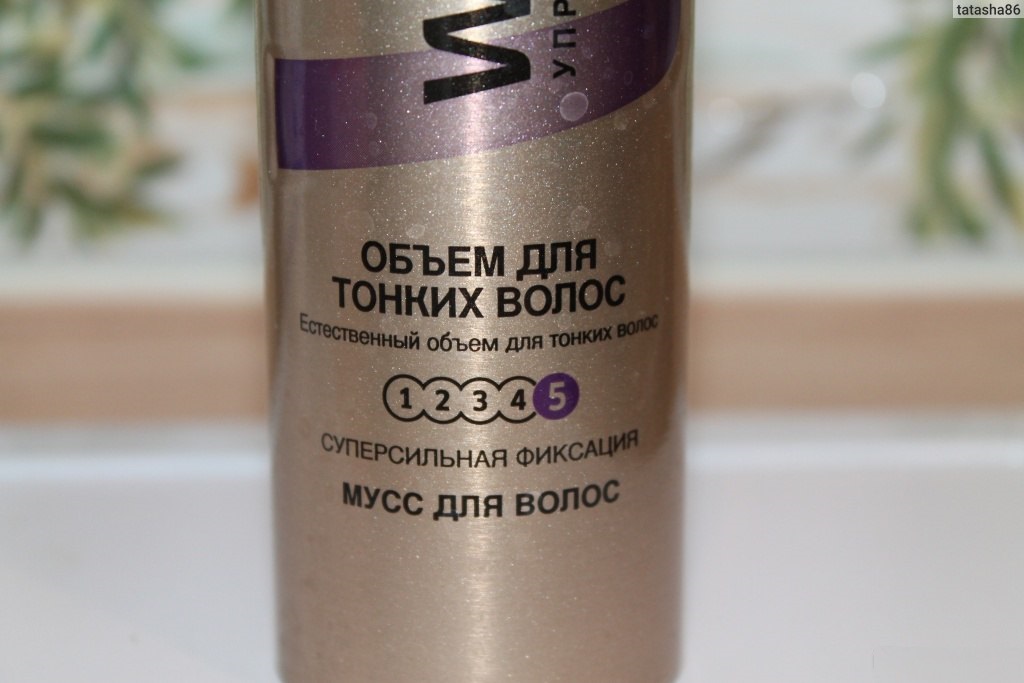 tatasha86
ОБЪЕМ ДЛЯ
ТОНКИХ ВОЛОС
Естественный объем для тонких волос
1 2 3 4 5
СУПЕРСИЛЬНАЯ ФИКСАЦИЯ
МУСС ДЛЯ ВОЛОС